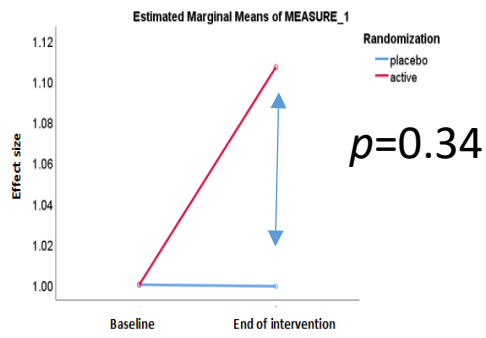 Estimated Marginal Means of MEASURE_1
Randomization
placebo
active
1.12
1.10
1.08
1.06
1.04
1.02
1.00
Effect size
p=0.34
Baseline
End of intervention